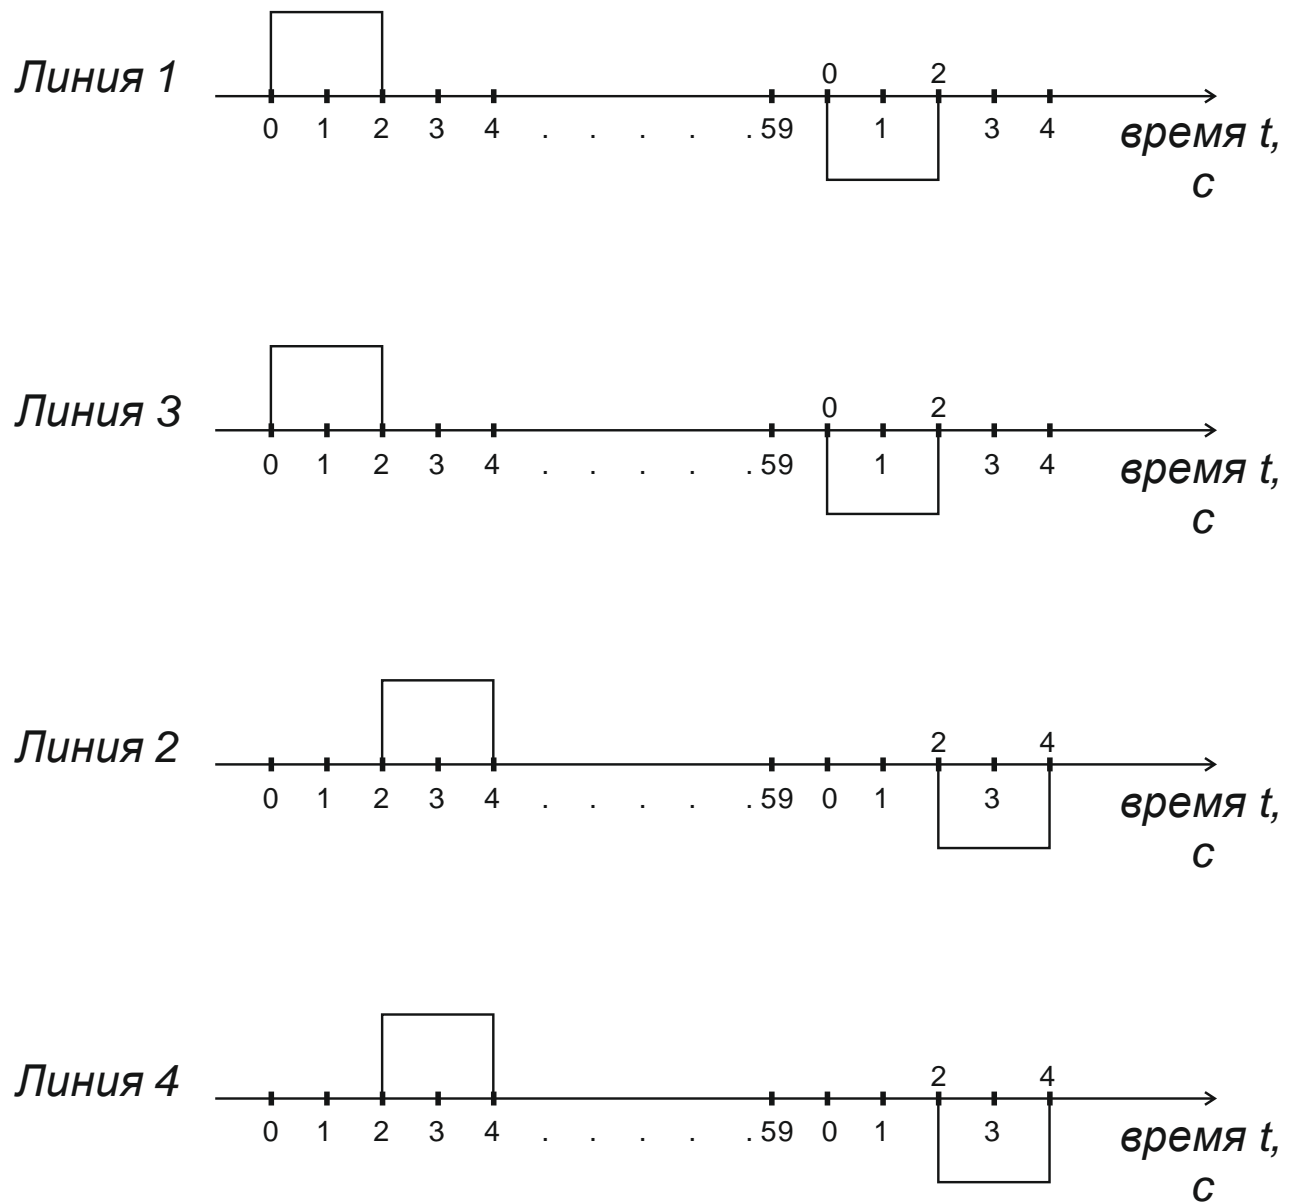 0 2
Линия 1
0 1 2 3 4 . . . . . 59 1 3 4 время t,
с
0 2
Линия 3
0 1 2 3 4 . . . . . 59 1 3 4 время t,
с
2 4
Линия 2
0 1 2 3 4 . . . . . 59 0 1 3 время t,
с
2 4
Линия 4
0 1 2 3 4 . . . . . 59 0 1 3 время t,
с